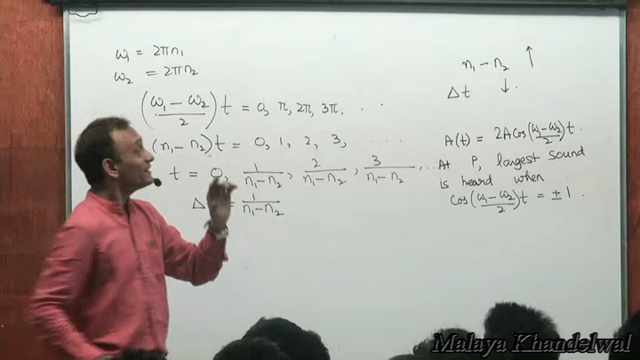 ω₁ = 2πn₁
ω₂ = 2πn₂
((ω₁ − ω₂)/2) t = 0, π, 2π, 3π, . . .
(n₁ − n₂) t = 0, 1, 2, 3, . . .
t = 0, 1/(n₁−n₂), 2/(n₁−n₂), 3/(n₁−n₂), ...
Δ = 1/(n₁−n₂)
n₁ − n₂ ↑
Δt ↓
A(t) = 2A cos((ω₁−ω₂)/2) t.
At P, largest sound
is heard when
cos((ω₁−ω₂)/2) t = ± 1.
Malaya Khandelwal